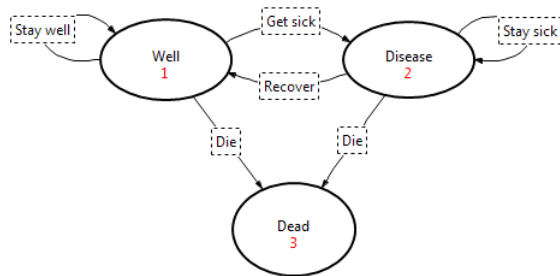 Stay well
Get sick
Stay sick
Well
1
Disease
2
Recover
Die
Die
Dead
3